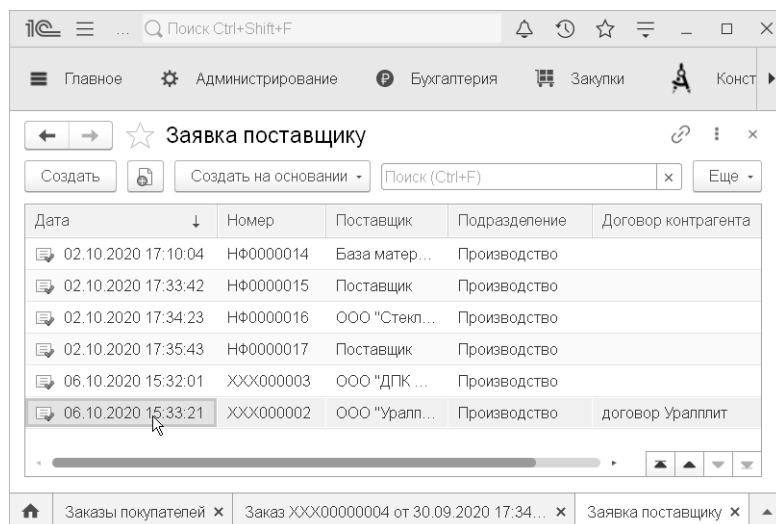 1С ... Поиск Ctrl+Shift+F
Главное Администрирование Бухгалтерия Закупки Конст
Заявка поставщику
Создать Создать на основании Поиск (Ctrl+F) × Еще
Дата ↓ Номер Поставщик Подразделение Договор контрагента
02.10.2020 17:10:04 НФ0000014 База матер... Производство
02.10.2020 17:33:42 НФ0000015 Поставщик Производство
02.10.2020 17:34:23 НФ0000016 ООО "Стекл... Производство
02.10.2020 17:35:43 НФ0000017 Поставщик Производство
06.10.2020 15:32:01 XXX000003 ООО "ДПК ... Производство
06.10.2020 15:33:21 XXX000002 ООО "Уралп... Производство договор Уралплит
Заказы покупателей × Заказ XXX00000004 от 30.09.2020 17:34... × Заявка поставщику ×